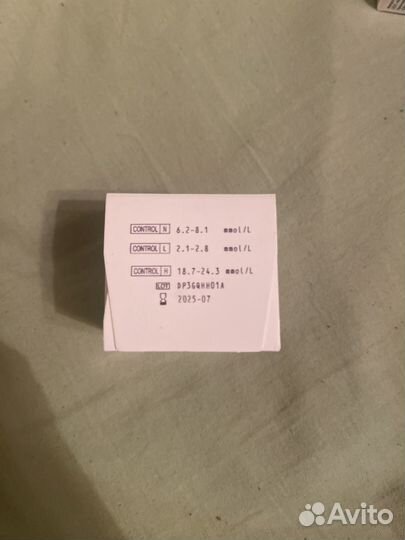 CONTROL N 6.2-8.1 mmol/L
CONTROL L 2.1-2.8 mmol/L
CONTROL H 18.7-24.3 mmol/L
LOT DP3GQHH01A
2025-07
Avito